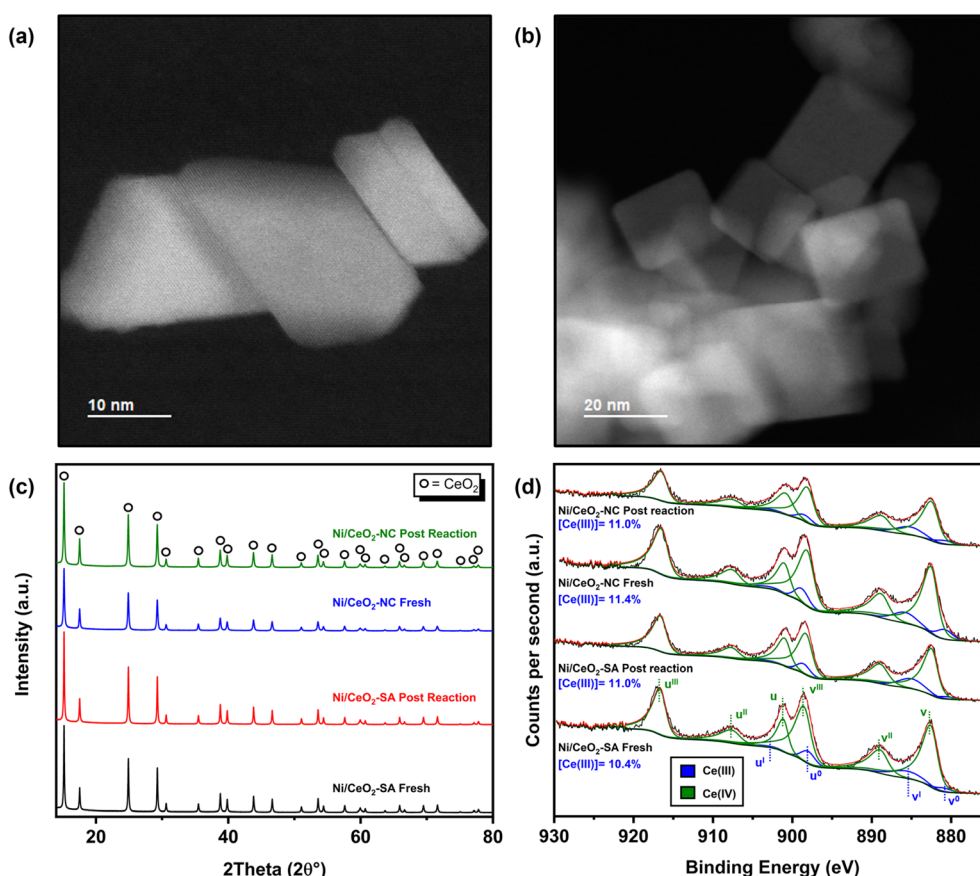 (a)
(b)
10 nm
20 nm
(c)
(d)
O = CeO₂
Ni/CeO₂-NC Post Reaction
Ni/CeO₂-NC Fresh
Ni/CeO₂-SA Post Reaction
Ni/CeO₂-SA Fresh
Intensity (a.u.)
20
40
60
80
2Theta (2θ°)
Ni/CeO₂-NC Post reaction
[Ce(III)]= 11.0%
Ni/CeO₂-NC Fresh
[Ce(III)]= 11.4%
Ni/CeO₂-SA Post reaction
[Ce(III)]= 11.0%
uᴵᴵᴵ
uᴵᴵ
u
vᴵᴵᴵ
vᴵᴵ
v
Ni/CeO₂-SA Fresh
[Ce(III)]= 10.4%
uᴵ
u⁰
vᴵ
v⁰
Ce(III)
Ce(IV)
Counts per second (a.u.)
930
920
910
900
890
880
Binding Energy (eV)